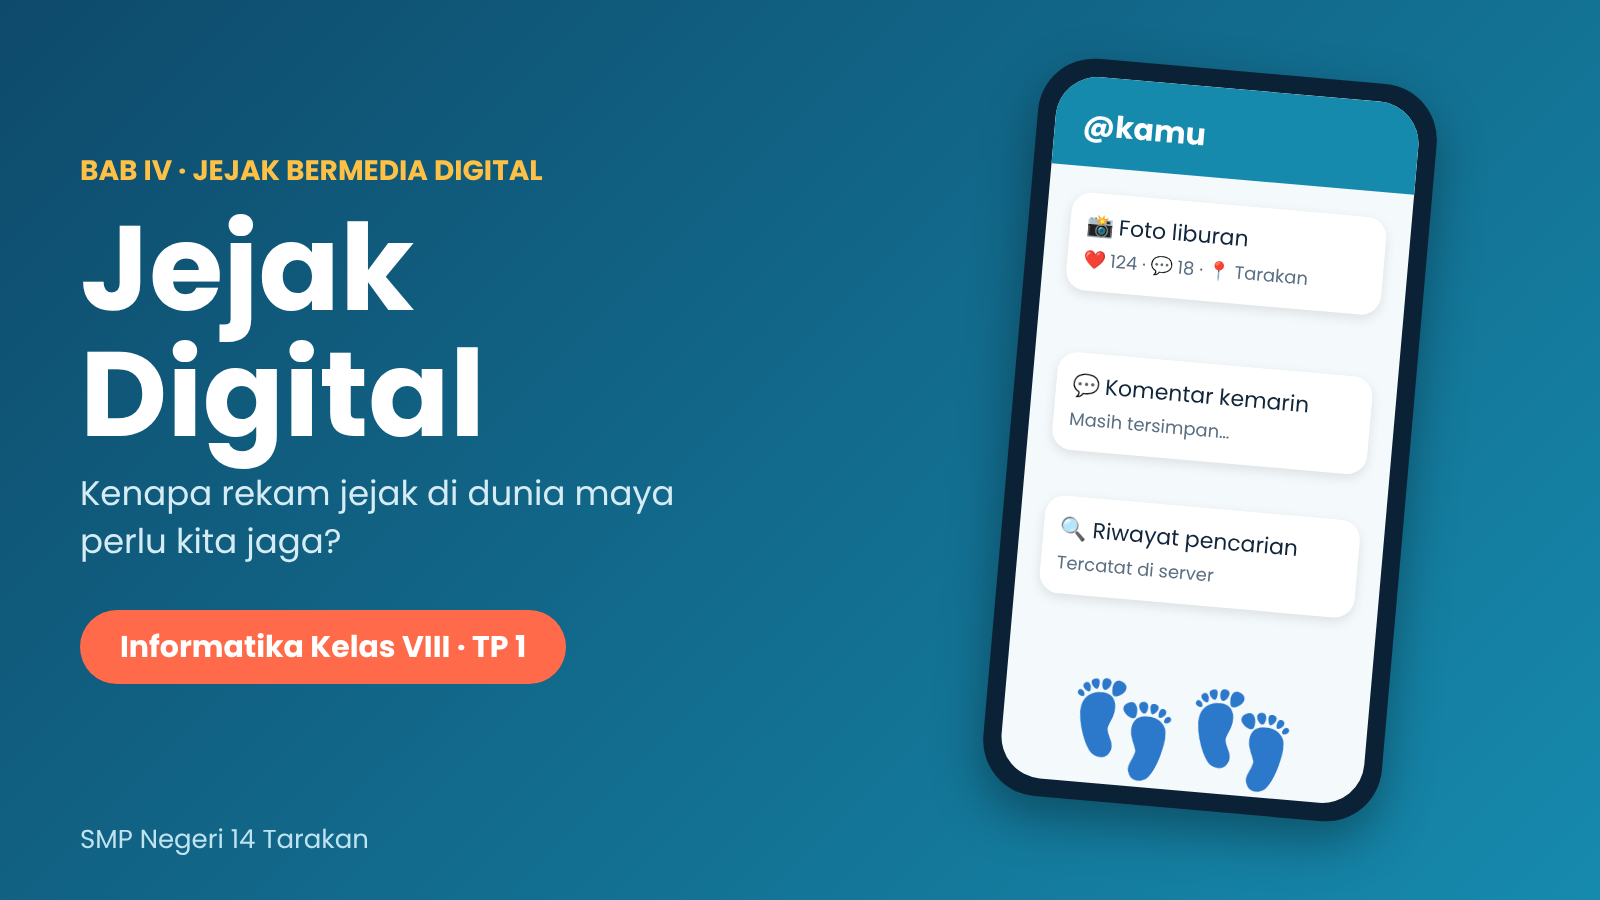 BAB IV · JEJAK BERMEDIA DIGITAL
Jejak
Digital
Kenapa rekam jejak di dunia maya
perlu kita jaga?
Informatika Kelas VIII · TP 1
SMP Negeri 14 Tarakan
@kamu
📸 Foto liburan
❤️ 124 · 💬 18 · 📍 Tarakan
💬 Komentar kemarin
Masih tersimpan...
🔍 Riwayat pencarian
Tercatat di server